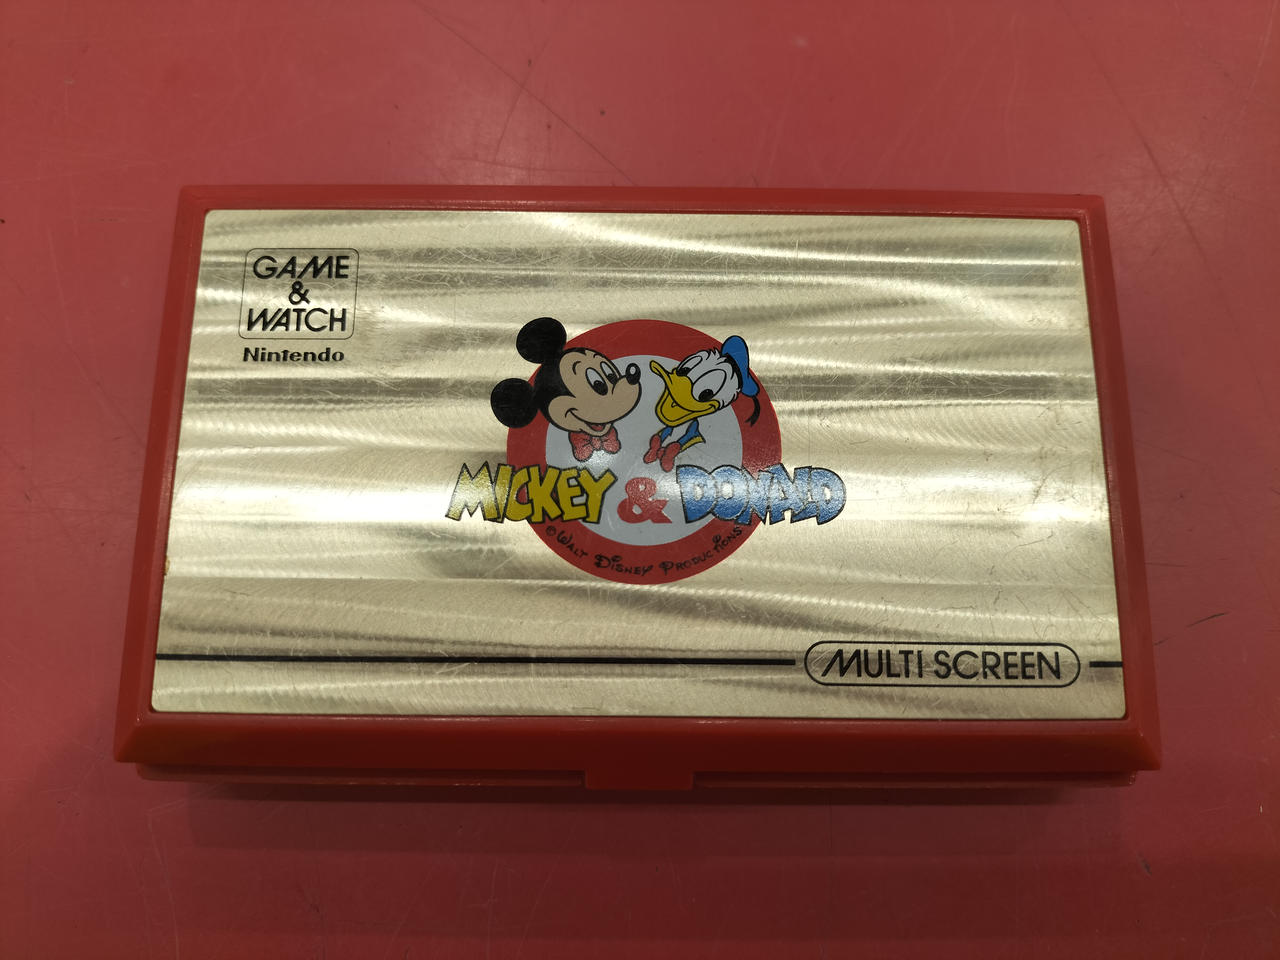 GAME
&
WATCH
Nintendo
MICKEY & DONALD
© WALT DISNEY PRODUCTIONS
MULTI SCREEN